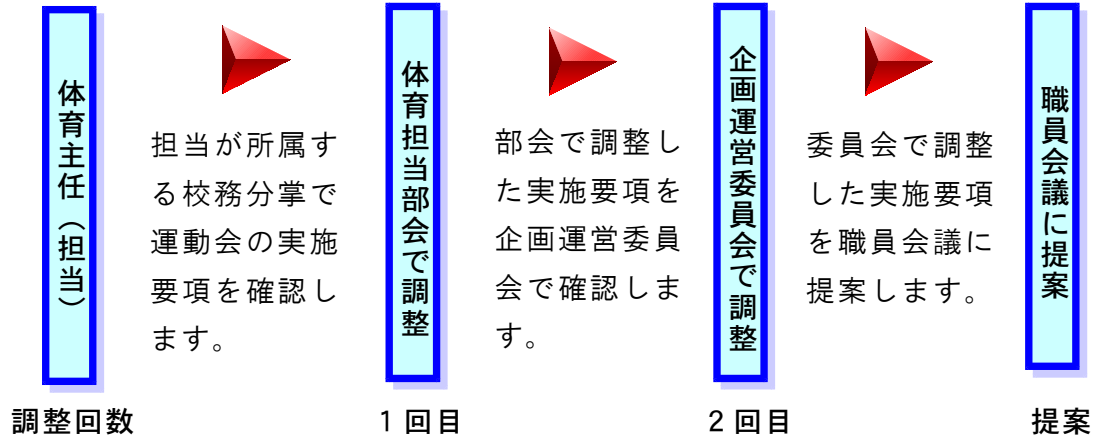 体育主任（担当）
担当が所属す
る校務分掌で
運動会の実施
要項を確認し
ます。
体育担当部会で調整
部会で調整し
た実施要項を
企画運営委員
会で確認しま
す。
企画運営委員会で調整
委員会で調整
した実施要項
を職員会議に
提案します。
職員会議に提案
調整回数
1回目
2回目
提案